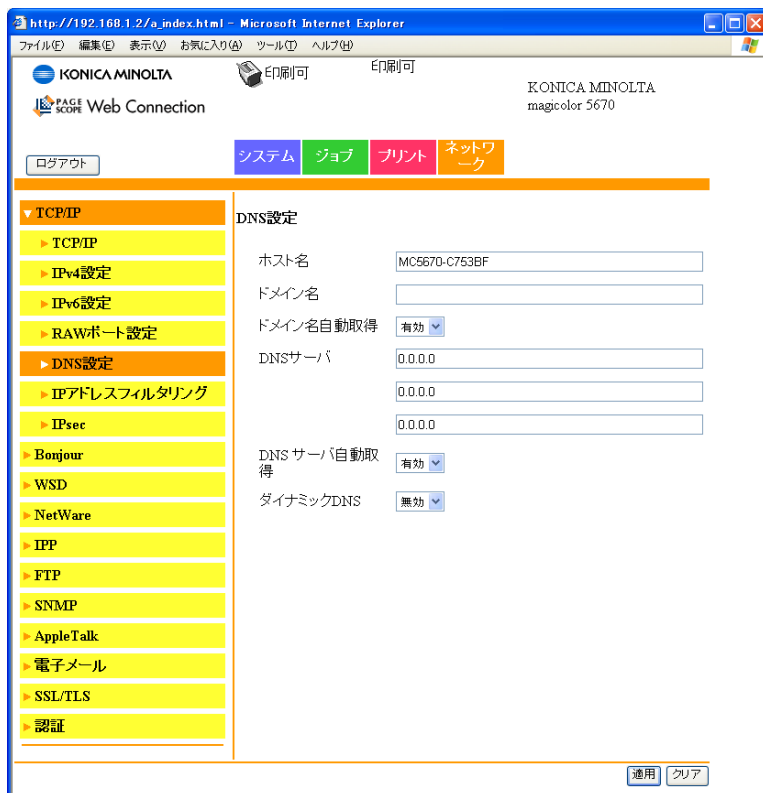 http://192.168.1.2/a_index.html - Microsoft Internet Explorer
ファイル(F) 編集(E) 表示(V) お気に入り(A) ツール(T) ヘルプ(H)
KONICA MINOLTA
印刷可
印刷可
KONICA MINOLTA
magicolor 5670
PAGE SCOPE Web Connection
ログアウト
システム
ジョブ
プリント
ネットワ
ーク
TCP/IP
TCP/IP
IPv4設定
IPv6設定
RAWポート設定
DNS設定
IPアドレスフィルタリング
IPsec
Bonjour
WSD
NetWare
IPP
FTP
SNMP
AppleTalk
電子メール
SSL/TLS
認証
DNS設定
ホスト名 MC5670-C753BF
ドメイン名
ドメイン名自動取得 有効
DNSサーバ 0.0.0.0
0.0.0.0
0.0.0.0
DNS サーバ自動取
得
有効
ダイナミックDNS 無効
適用 クリア